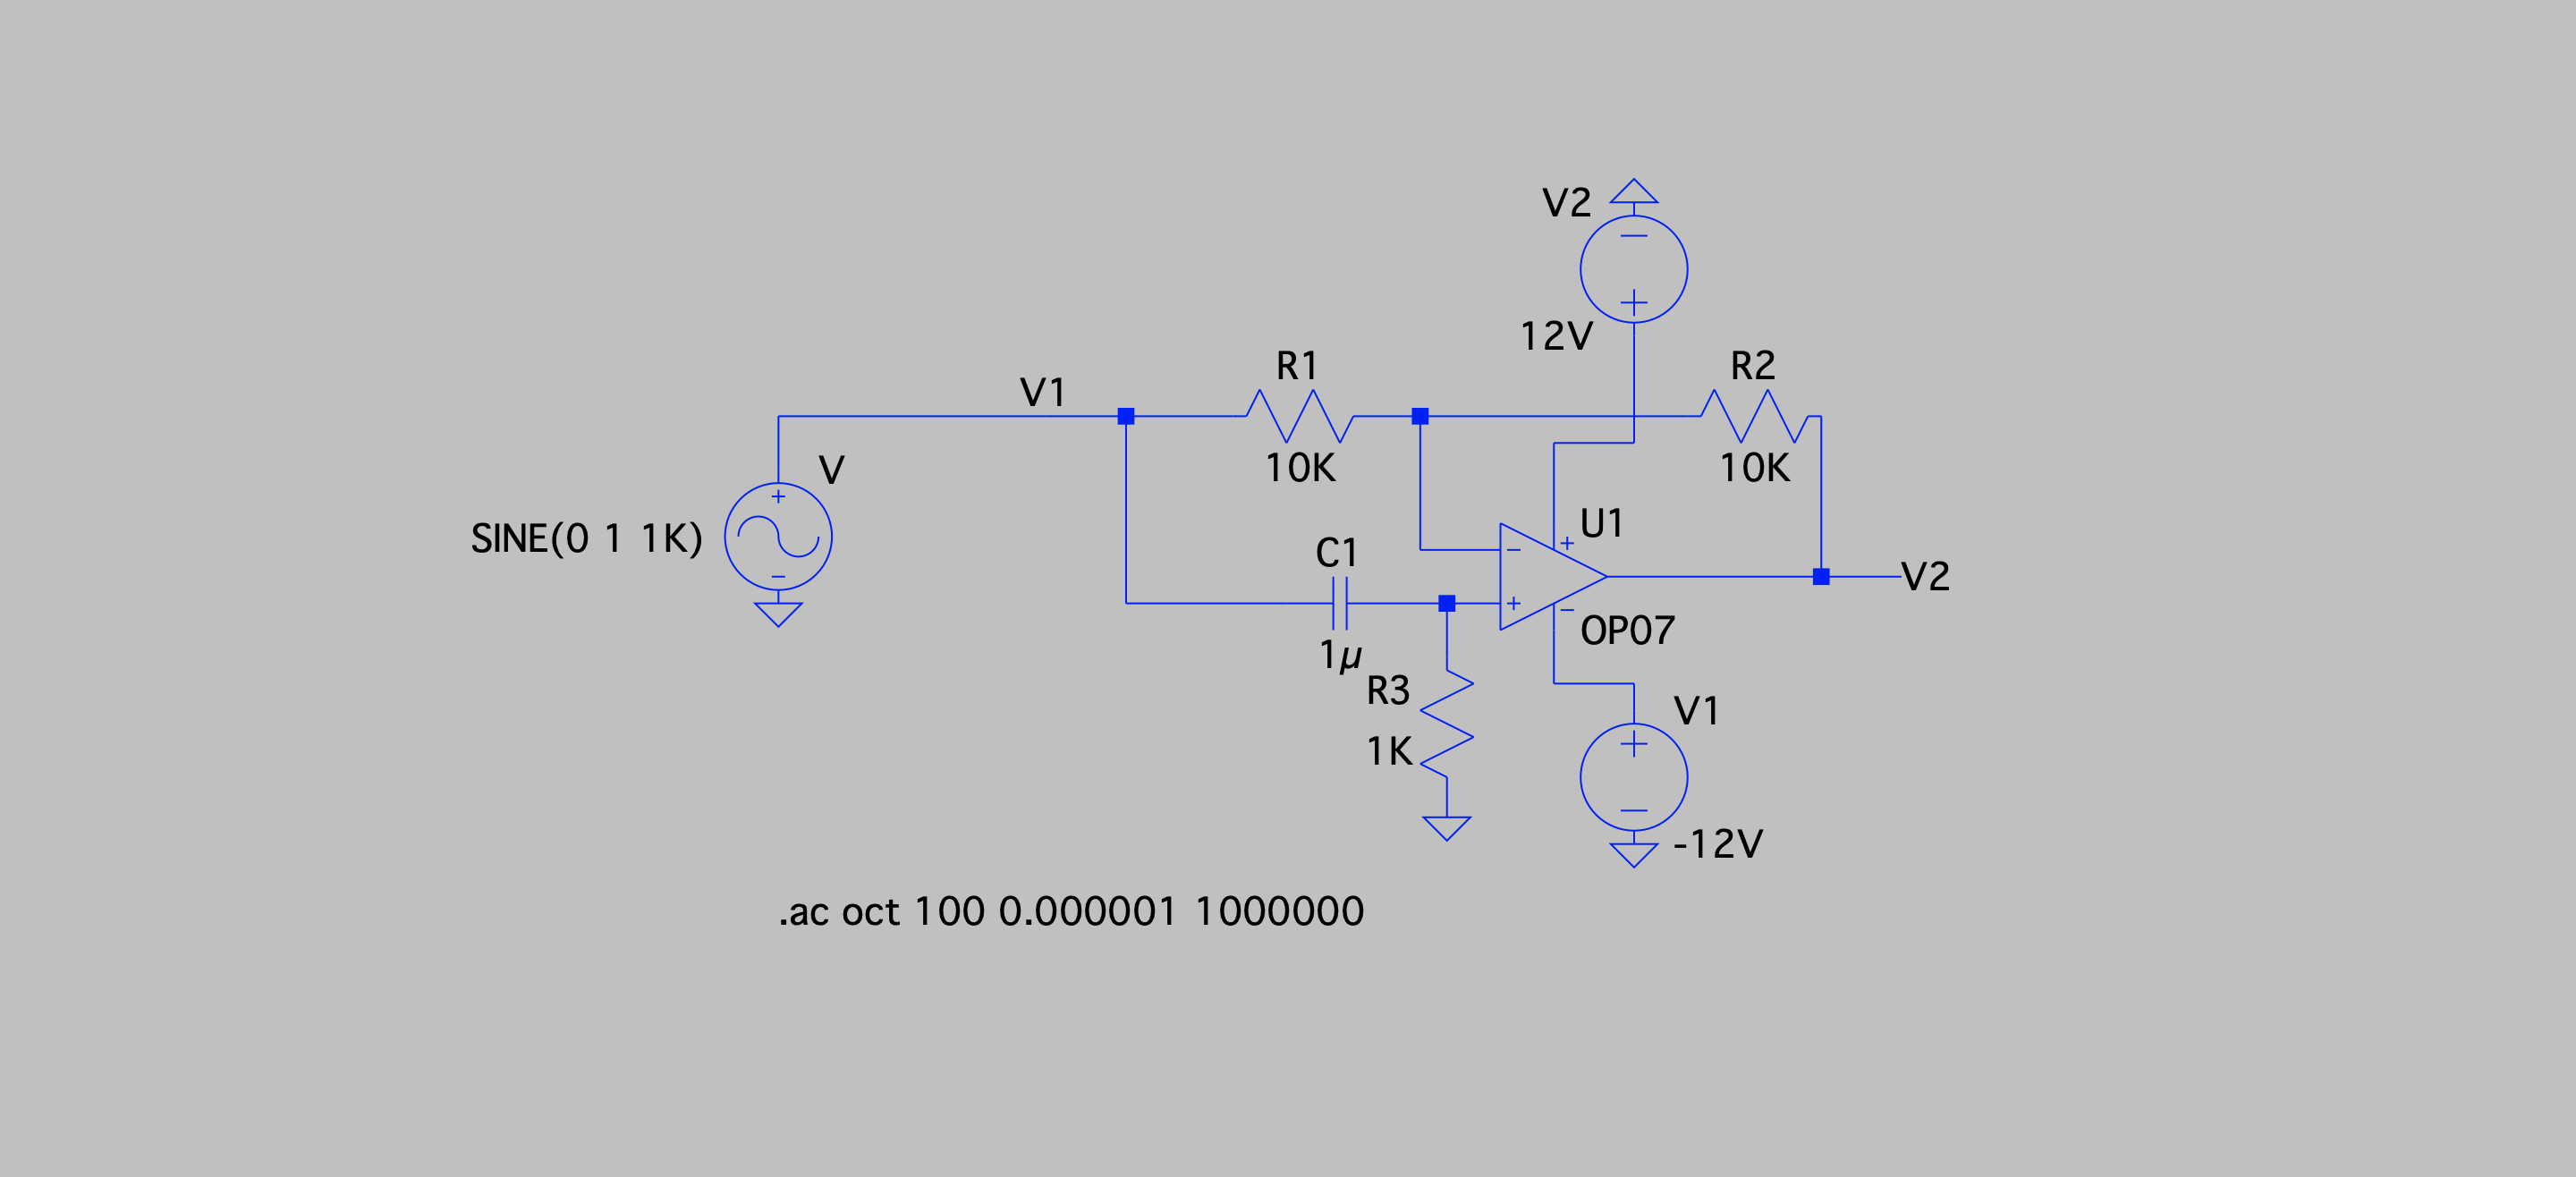 V2
12V
R1
R2
V1
10K
10K
V
SINE(0 1 1K)
U1
C1
V2
OP07
1µ
R3
1K
V1
-12V
.ac oct 100 0.000001 1000000